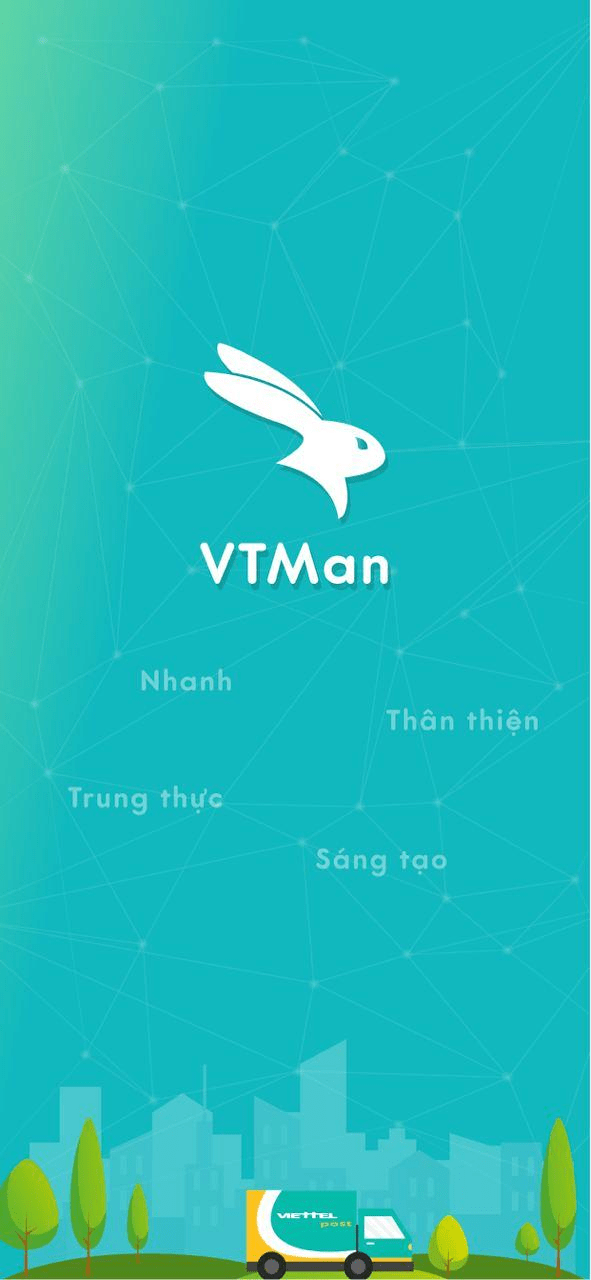 VTMan
Nhanh
Thân thiện
Trung thực
Sáng tạo
VIETTEL
post